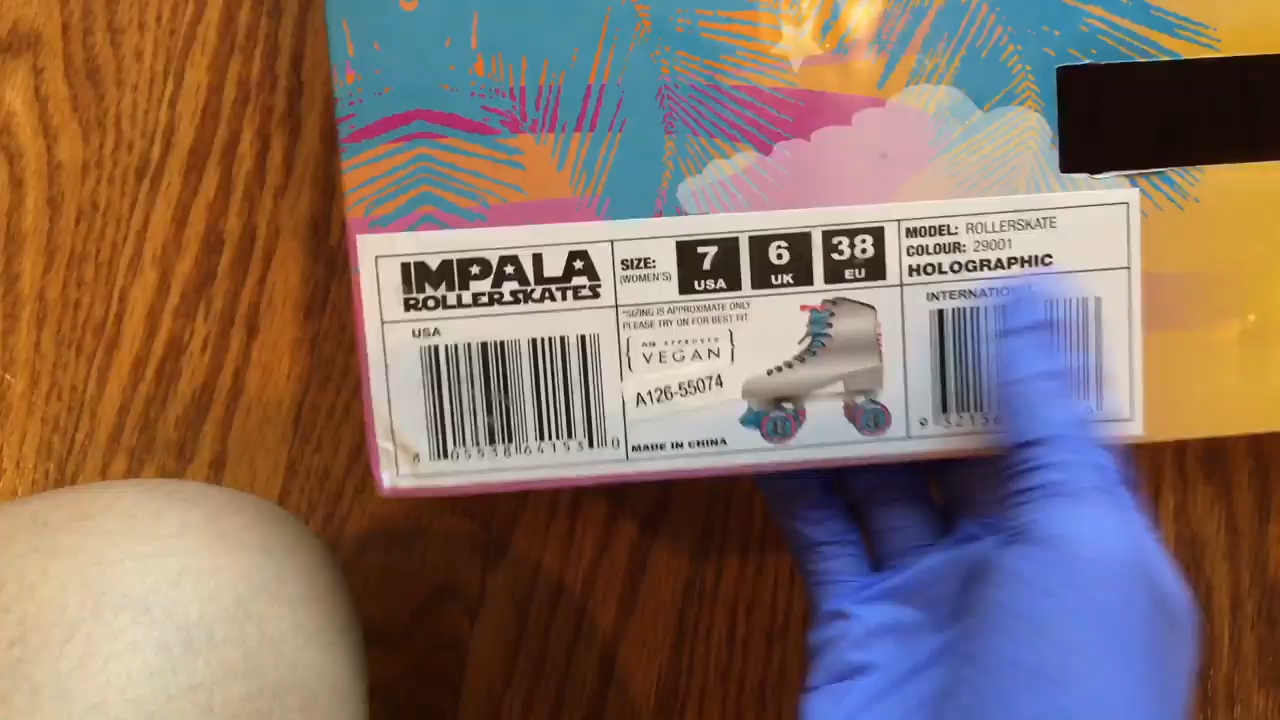 IMPALA
ROLLERSKATES
USA
SIZE:
(WOMEN'S)
7
USA
6
UK
38
EU
*SIZING IS APPROXIMATE ONLY
PLEASE TRY ON FOR BEST FIT
APPROVED
VEGAN
A126-55074
MADE IN CHINA
MODEL: ROLLERSKATE
COLOUR: 29001
HOLOGRAPHIC